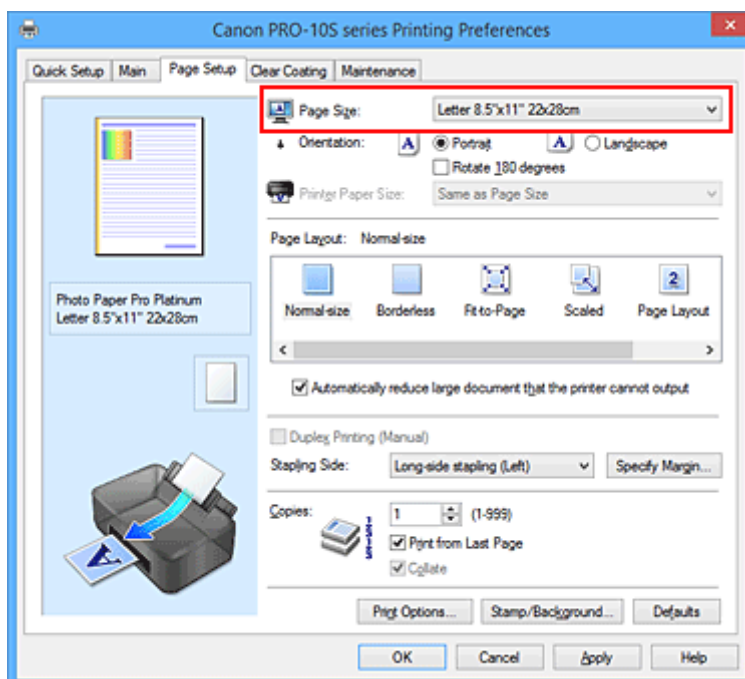 Canon PRO-10S series Printing Preferences
Quick Setup Main Page Setup Clear Coating Maintenance
Page Size: Letter 8.5"x11" 22x28cm
Orientation: A Portrait A Landscape
Rotate 180 degrees
Printer Paper Size: Same as Page Size
Page Layout: Normal-size
2
Normal-size Borderless Fit-to-Page Scaled Page Layout
Photo Paper Pro Platinum
Letter 8.5"x11" 22x28cm
Automatically reduce large document that the printer cannot output
Duplex Printing (Manual)
Stapling Side: Long-side stapling (Left) Specify Margin...
Copies: 1 (1-999)
Print from Last Page
Collate
A
Print Options... Stamp/Background... Defaults
OK Cancel Apply Help